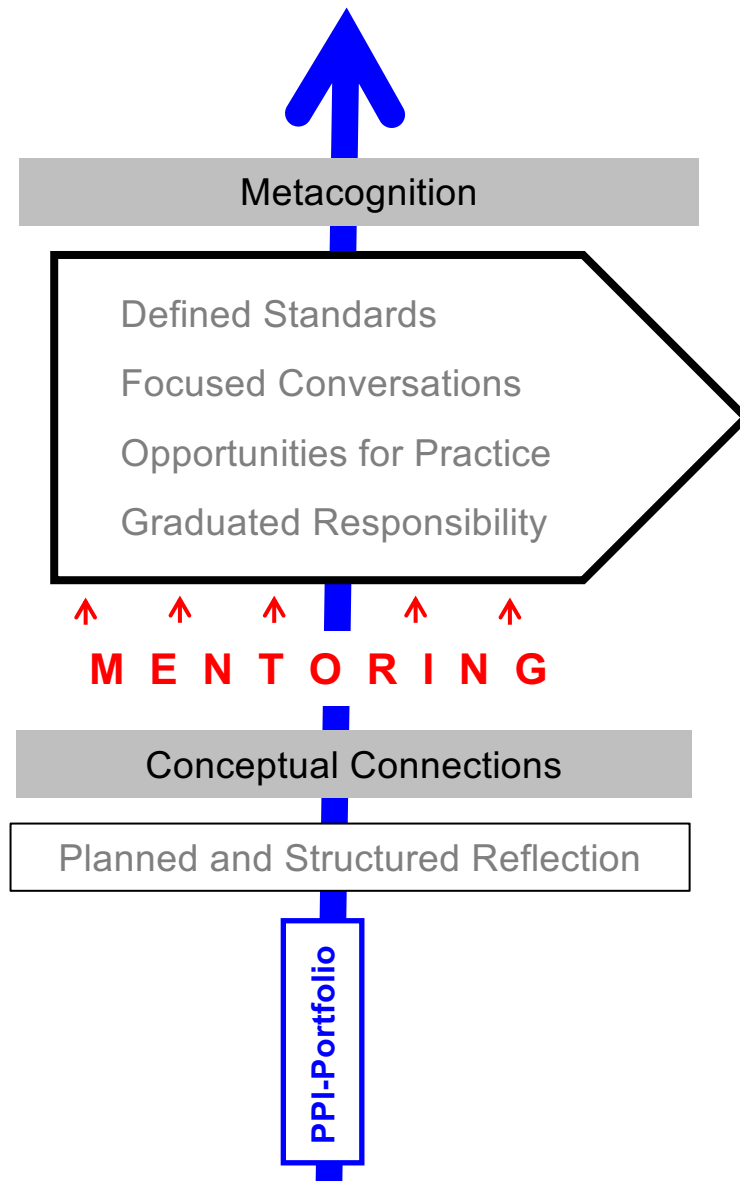 Metacognition
Defined Standards
Focused Conversations
Opportunities for Practice
Graduated Responsibility
MENTORING
Conceptual Connections
Planned and Structured Reflection
PPI-Portfolio